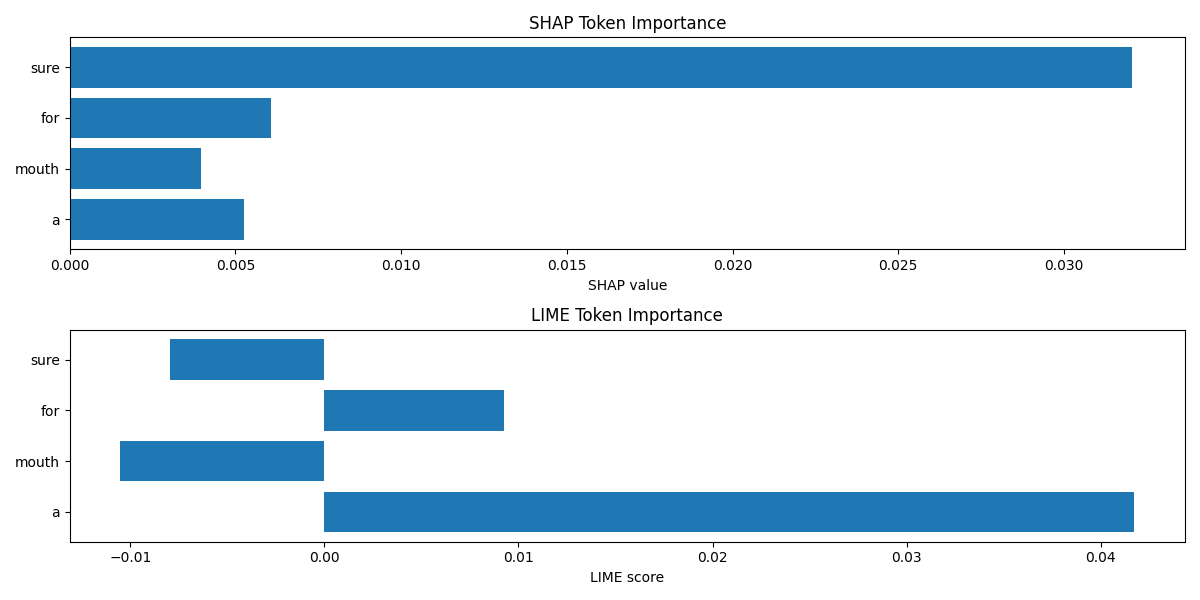 SHAP Token Importance
sure
for
mouth
a
0.000 0.005 0.010 0.015 0.020 0.025 0.030
SHAP value
LIME Token Importance
sure
for
mouth
a
−0.01 0.00 0.01 0.02 0.03 0.04
LIME score